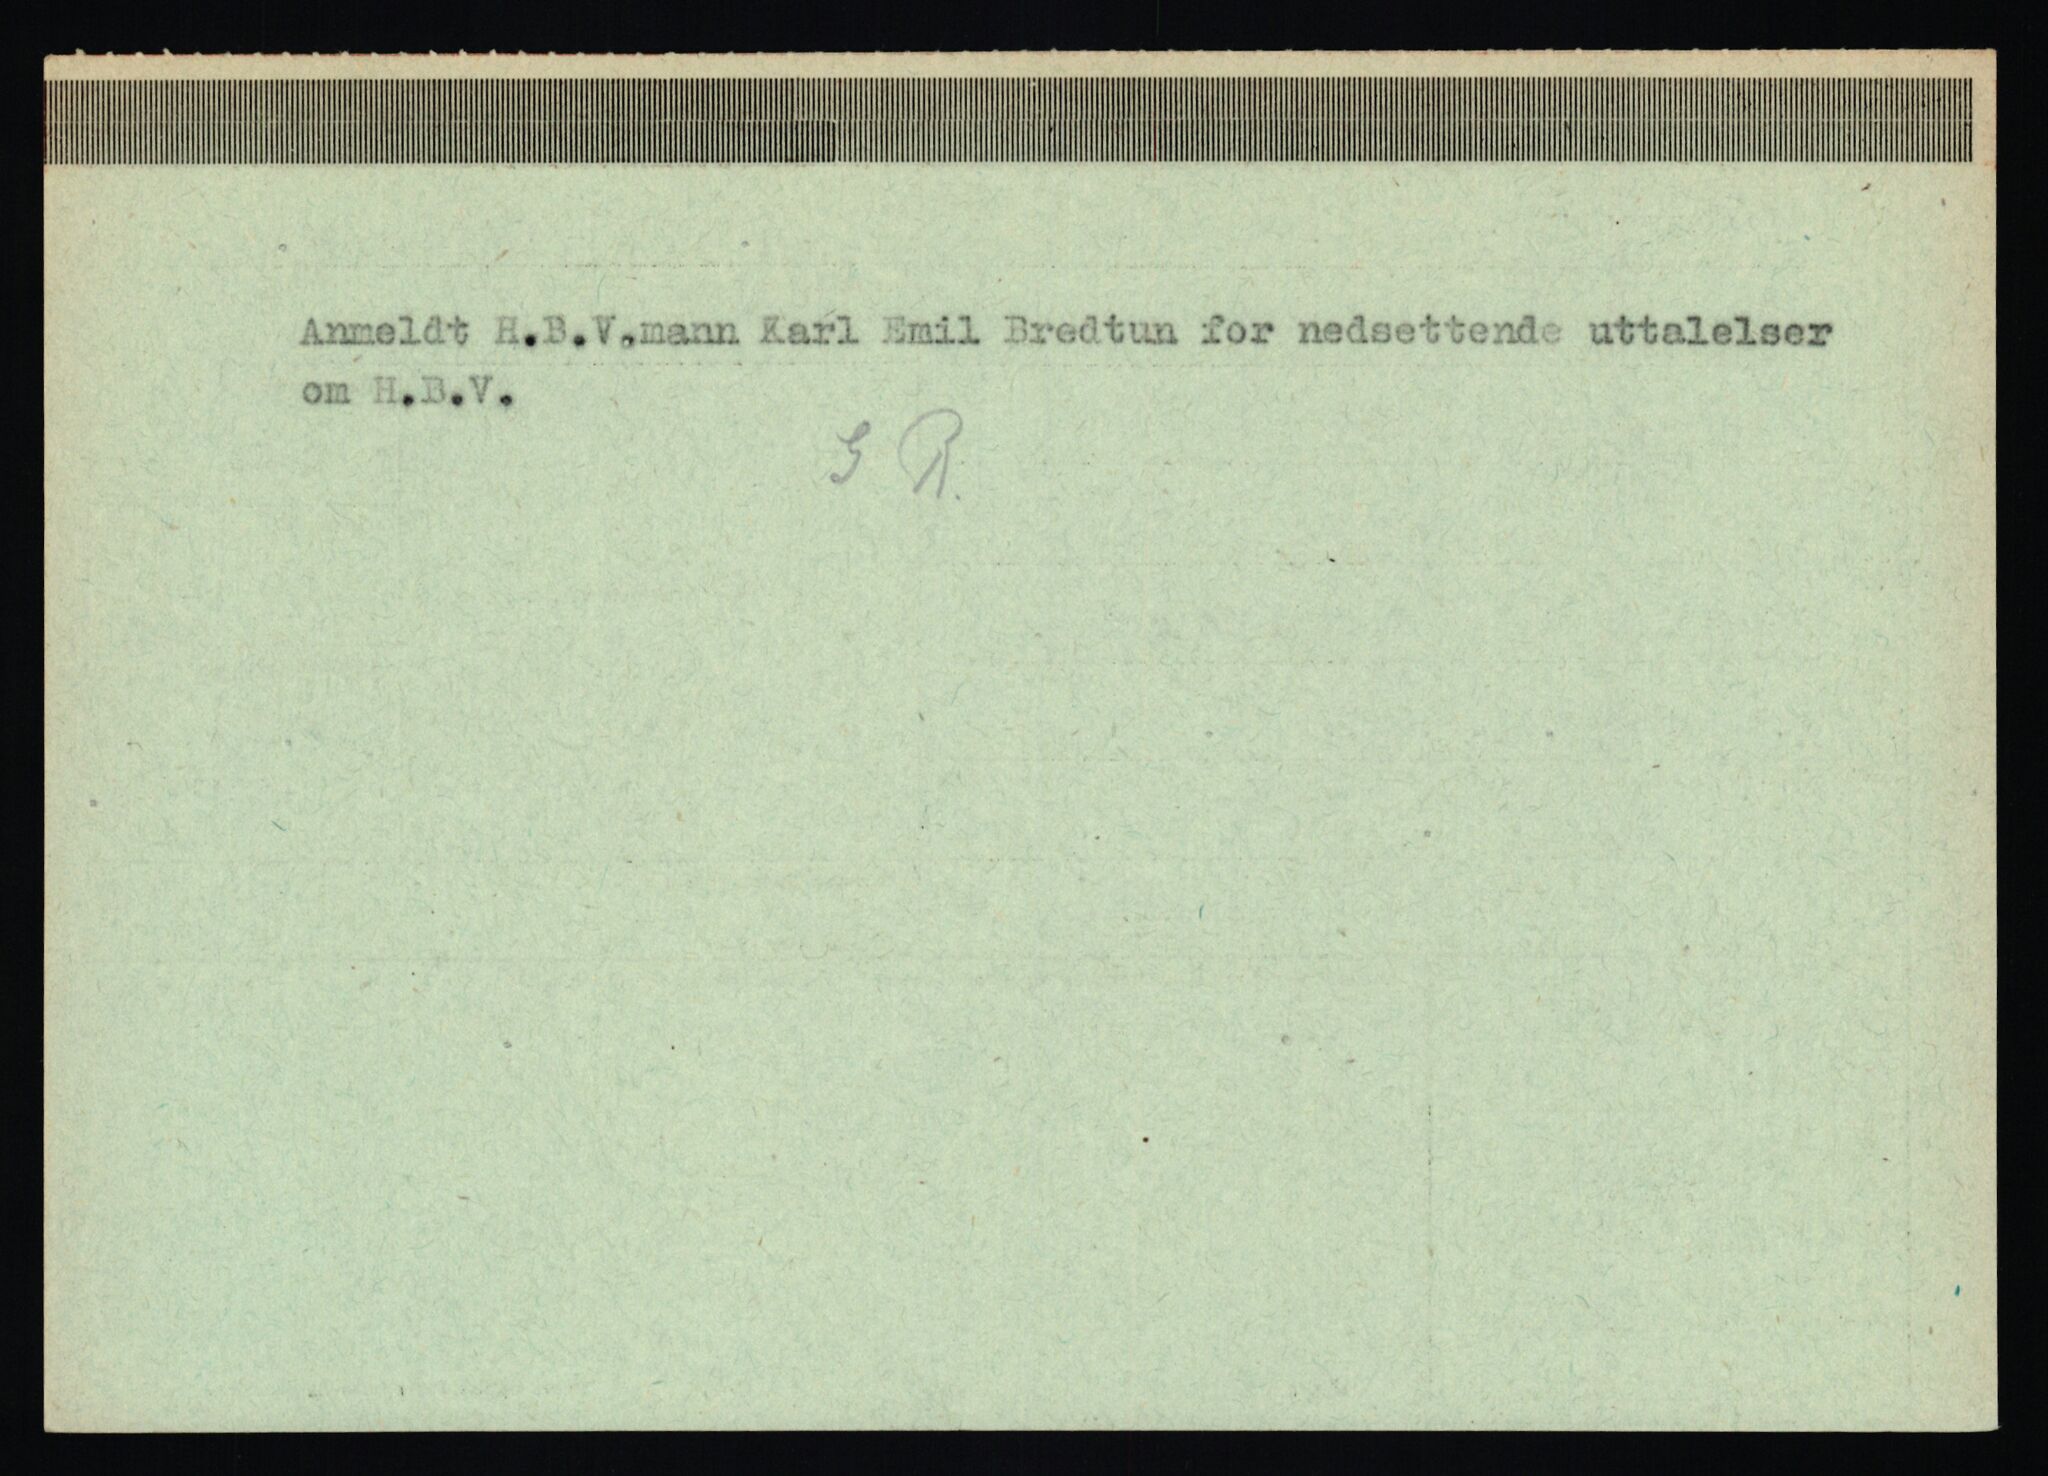 Anmeldt H.B.V.mann Karl Emil Bredtun for nedsettende uttalelser
om H.B.V.
G R.